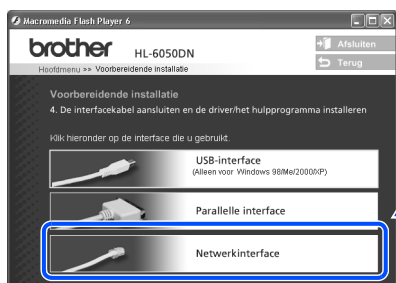 Macromedia Flash Player 6
brother
HL-6050DN
Afsluiten
Terug
Hoofdmenu >> Voorbereidende installatie
Voorbereidende installatie
4. De interfacekabel aansluiten en de driver/het hulpprogramma installeren
Klik hieronder op de interface die u gebruikt.
USB-interface
(Alleen voor Windows 98/Me/2000/XP)
Parallelle interface
Netwerkinterface